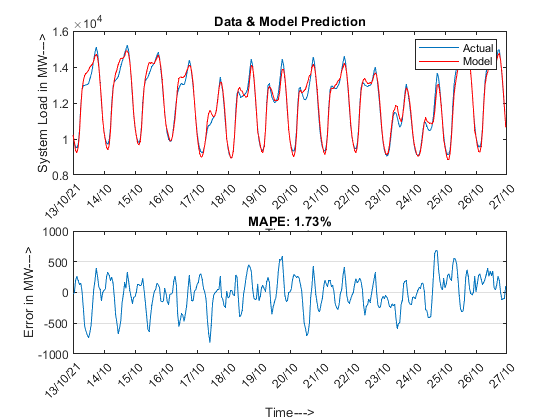 Data & Model Prediction
×10⁴
1.6
1.4
1.2
1
0.8
System Load in MW--->
Actual
Model
13/10/21 14/10 15/10 16/10 17/10 18/10 19/10 20/10 21/10 22/10 23/10 24/10 25/10 26/10 27/10
MAPE: 1.73%
1000
500
0
-500
-1000
Error in MW--->
13/10/21 14/10 15/10 16/10 17/10 18/10 19/10 20/10 21/10 22/10 23/10 24/10 25/10 26/10 27/10
Time--->